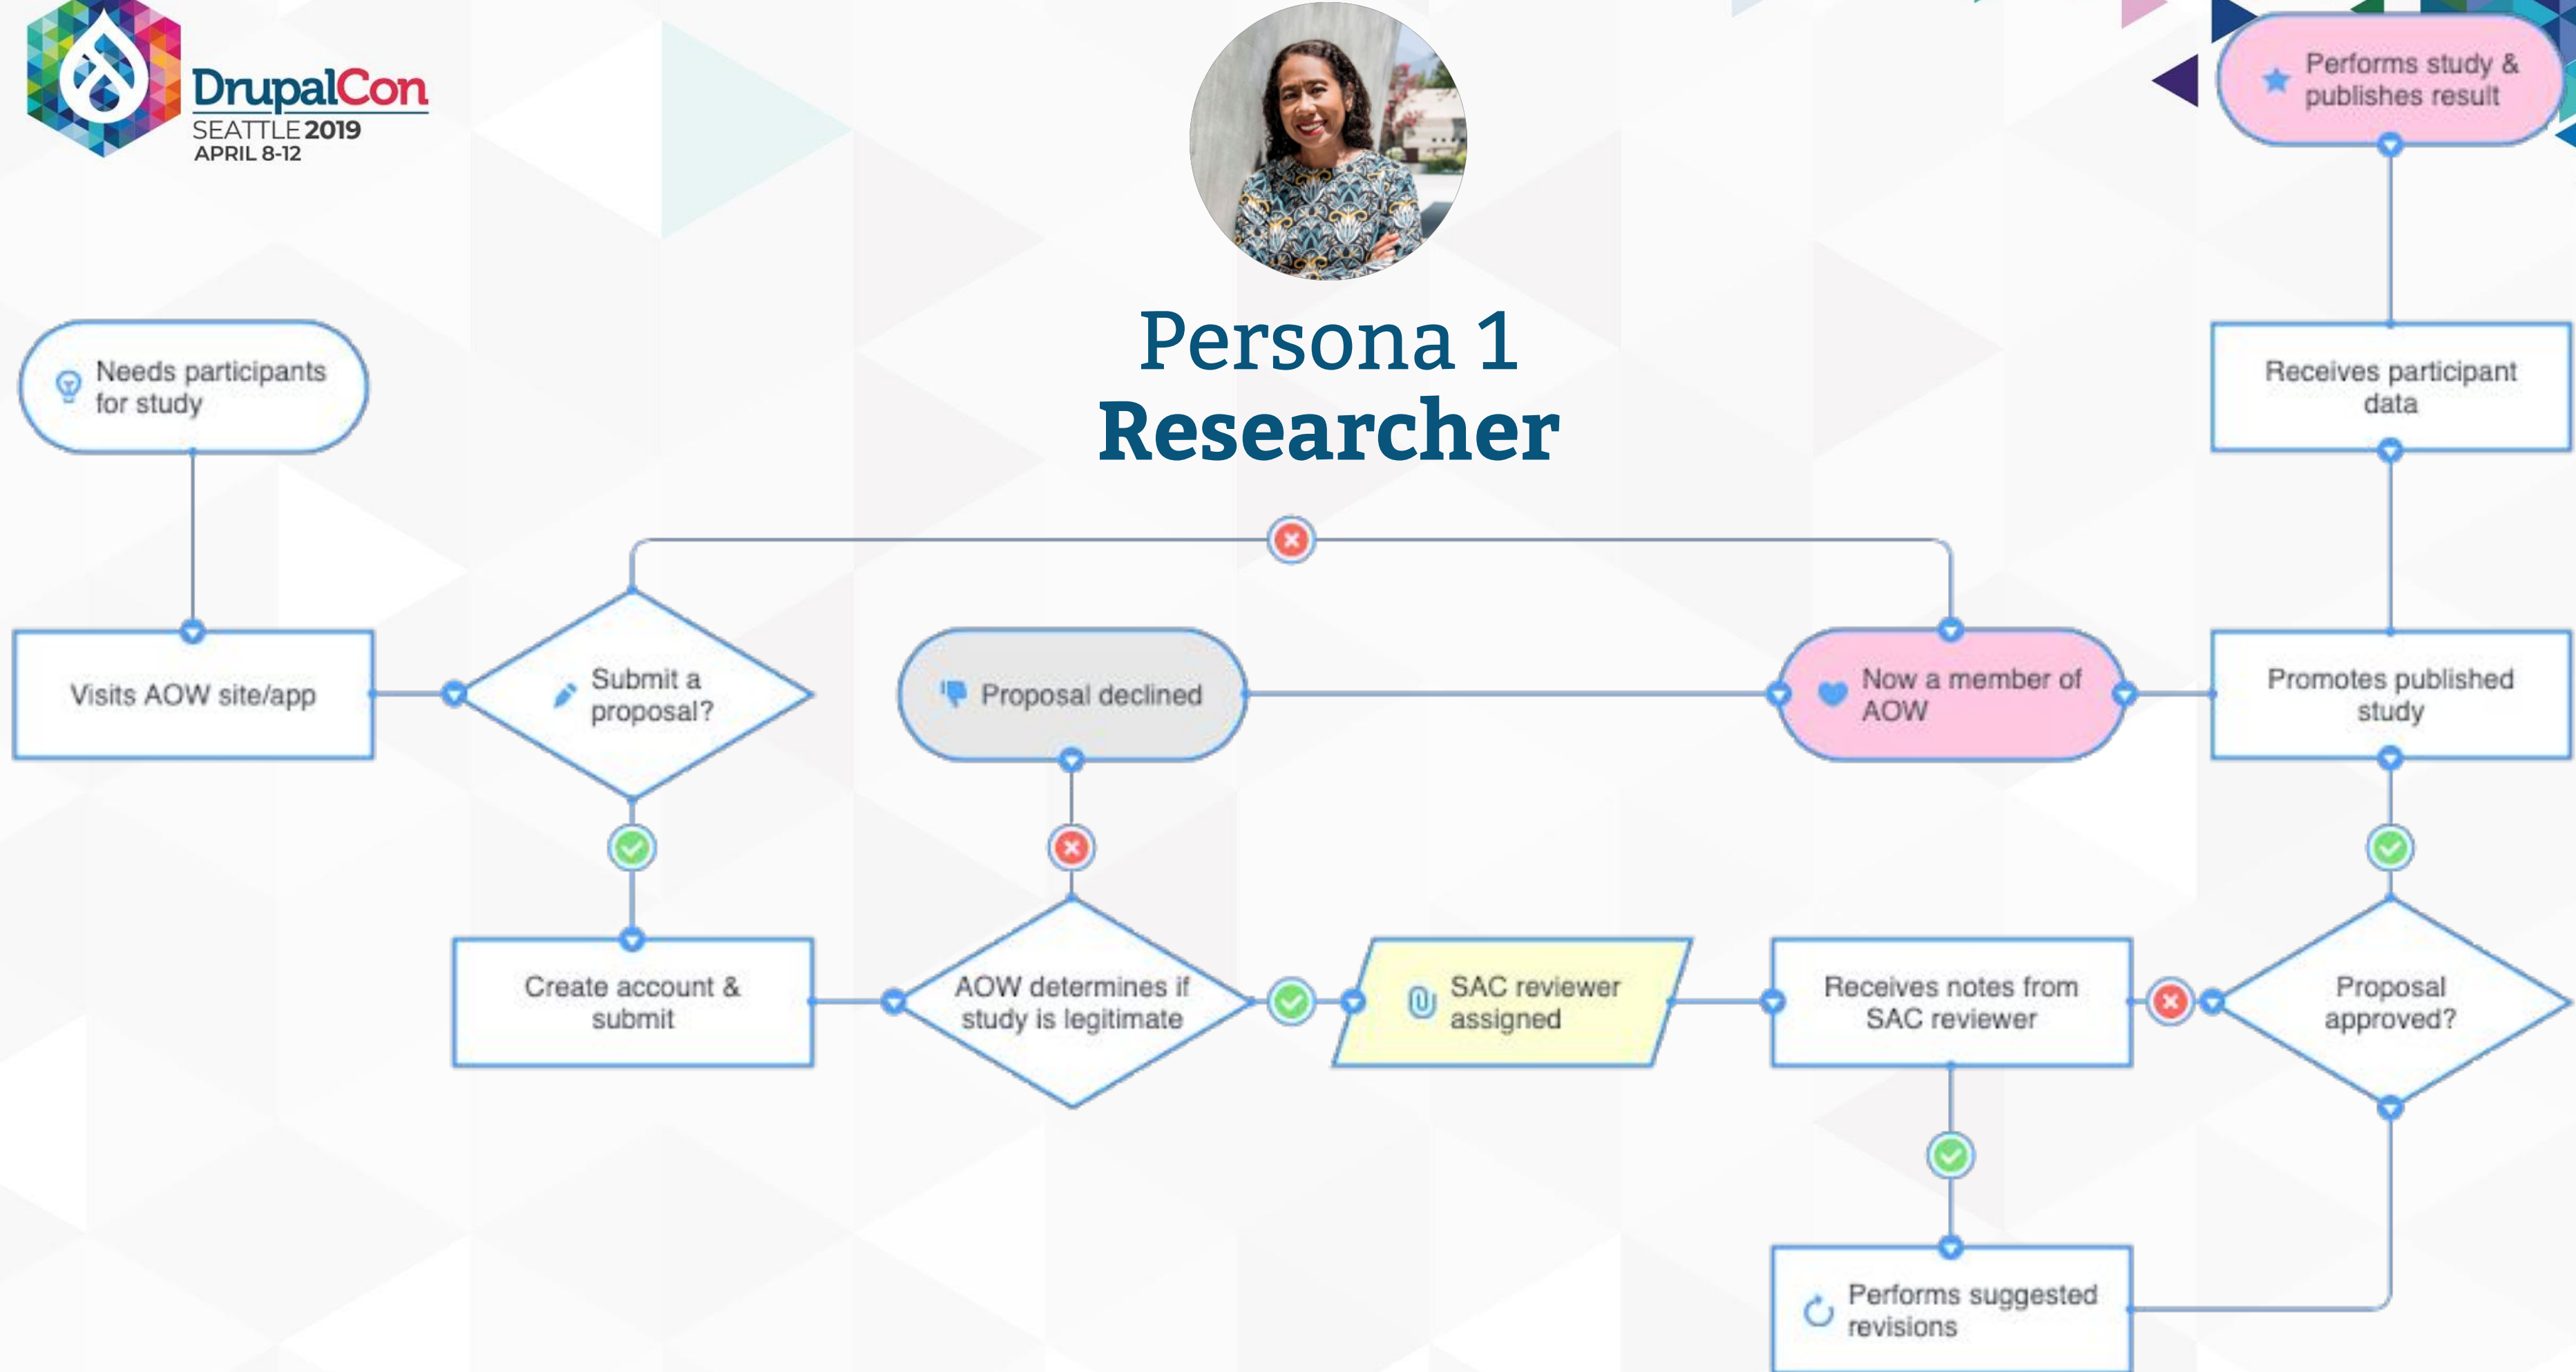 DrupalCon
SEATTLE 2019
APRIL 8-12
Performs study &
publishes result
Persona 1
Researcher
Needs participants
for study
Receives participant
data
Visits AOW site/app
Submit a
proposal?
Proposal declined
Now a member of
AOW
Promotes published
study
Create account &
submit
AOW determines if
study is legitimate
SAC reviewer
assigned
Receives notes from
SAC reviewer
Proposal
approved?
Performs suggested
revisions